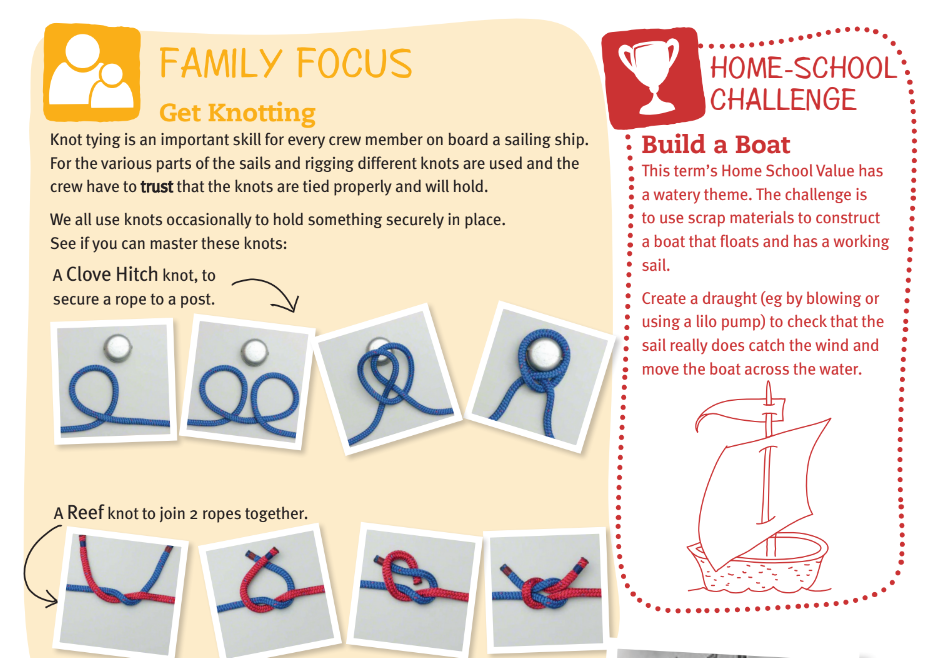 FAMILY FOCUS
Get Knotting
Knot tying is an important skill for every crew member on board a sailing ship.
For the various parts of the sails and rigging different knots are used and the
crew have to trust that the knots are tied properly and will hold.
We all use knots occasionally to hold something securely in place.
See if you can master these knots:
A Clove Hitch knot, to
secure a rope to a post.
A Reef knot to join 2 ropes together.
HOME-SCHOOL
CHALLENGE
Build a Boat
This term's Home School Value has
a watery theme. The challenge is
to use scrap materials to construct
a boat that floats and has a working
sail.
Create a draught (eg by blowing or
using a lilo pump) to check that the
sail really does catch the wind and
move the boat across the water.